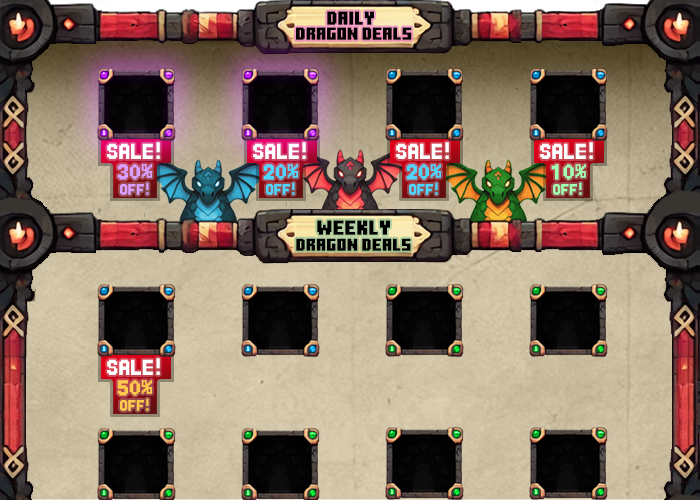 DAILY
DRAGON DEALS
SALE!
30%
OFF!
SALE!
20%
OFF!
SALE!
20%
OFF!
SALE!
10%
OFF!
WEEKLY
DRAGON DEALS
SALE!
50%
OFF!